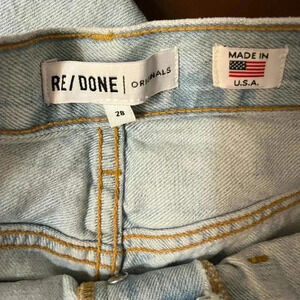 RE/DONE | ORIGINALS
28
MADE IN
U.S.A.